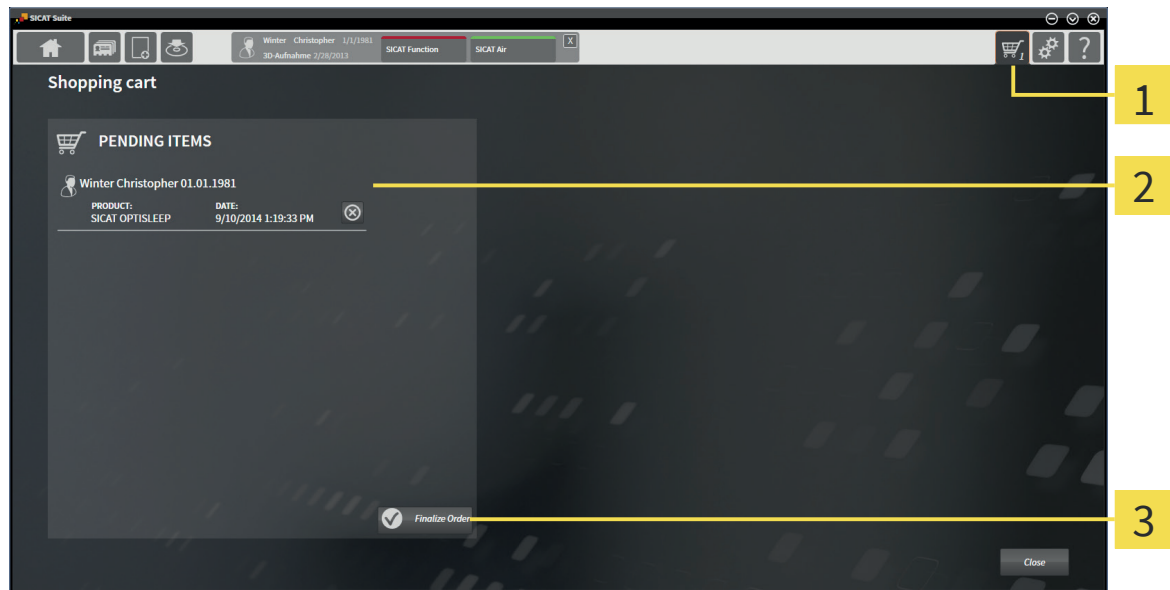 SICAT Suite
Winter Christopher 1/1/1981
3D-Aufnahme 2/28/2013
SICAT Function
SICAT Air
X
1
?
Shopping cart
1
PENDING ITEMS
Winter Christopher 01.01.1981
2
PRODUCT: DATE:
SICAT OPTISLEEP 9/10/2014 1:19:33 PM
Finalize Order
3
Close